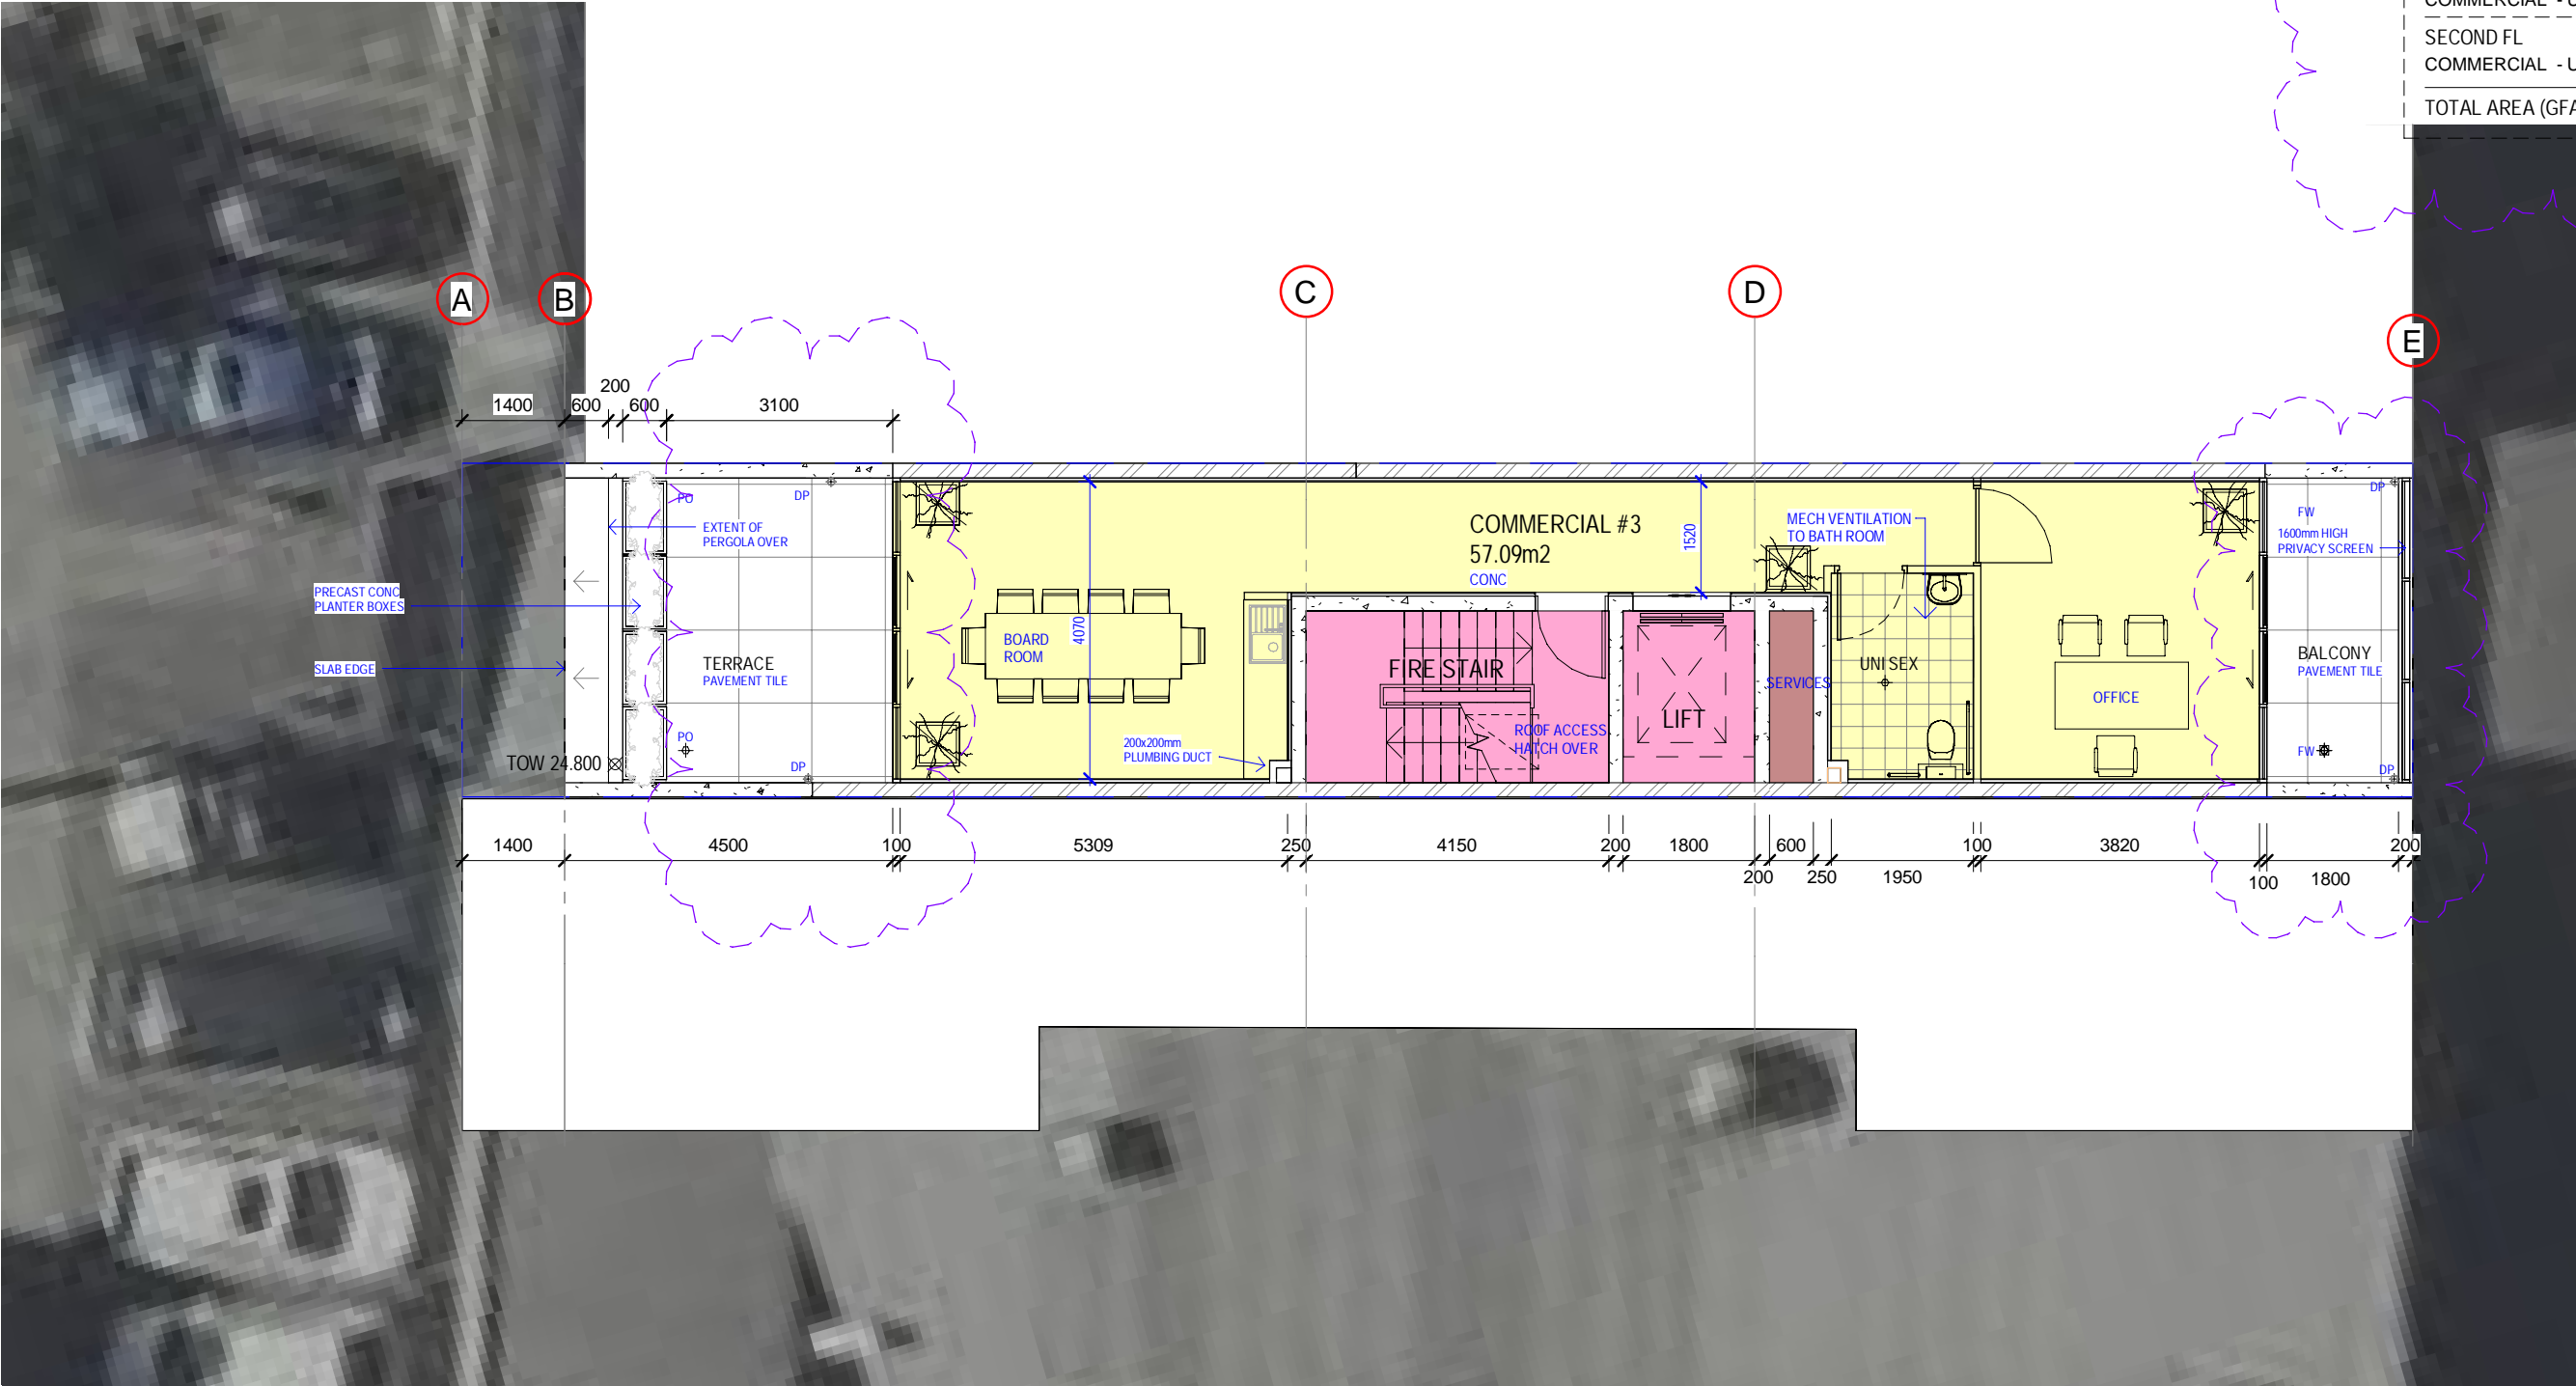 COMMERCIAL - U
SECOND FL
COMMERCIAL - U
TOTAL AREA (GFA
A
B
C
D
E
200
1400
600
600
3100
PO
DP
EXTENT OF
PERGOLA OVER
PRECAST CONC
PLANTER BOXES
SLAB EDGE
TERRACE
PAVEMENT TILE
PO
DP
TOW 24.800
BOARD
ROOM
4070
200x200mm
PLUMBING DUCT
COMMERCIAL #3
57.09m2
CONC
1520
MECH VENTILATION
TO BATH ROOM
FIRE STAIR
ROOF ACCESS
HATCH OVER
LIFT
SERVICES
UNI SEX
OFFICE
DP
FW
1600mm HIGH
PRIVACY SCREEN
BALCONY
PAVEMENT TILE
FW
DP
1400
4500
100
5309
250
4150
200
1800
200
600
250
1950
100
3820
100
1800
200